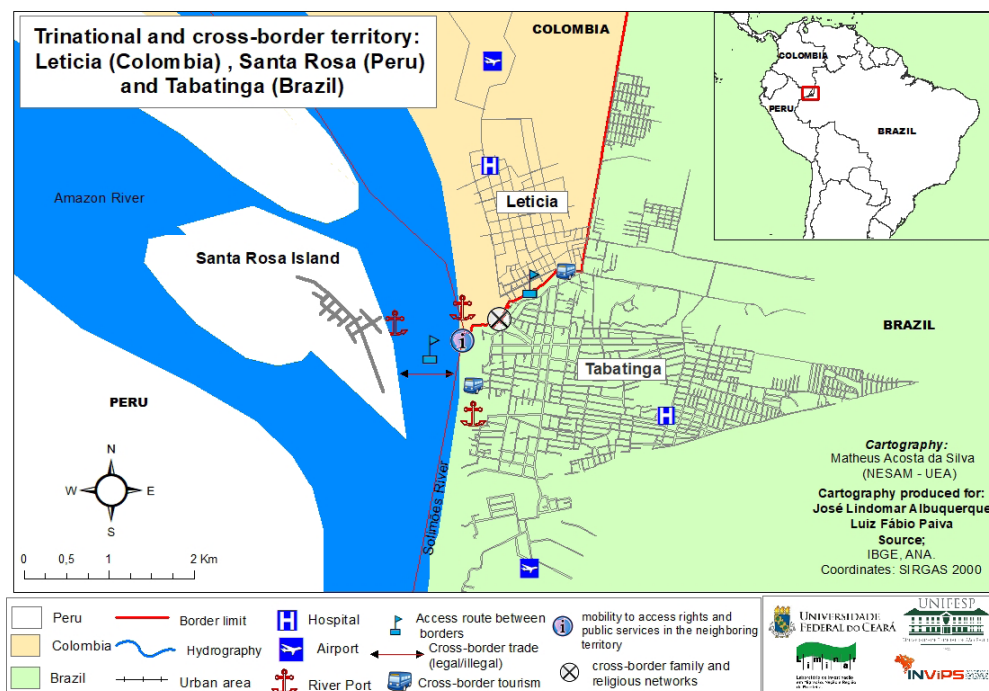 Trinational and cross-border territory:
Leticia (Colombia) , Santa Rosa (Peru)
and Tabatinga (Brazil)
COLOMBIA
COLOMBIA
PERU
BRAZIL
Amazon River
Leticia
Santa Rosa Island
BRAZIL
Tabatinga
PERU
Solimões River
N
W
E
S
0 0,5 1 2 Km
Cartography:
Matheus Acosta da Silva
(NESAM - UEA)
Cartography produced for:
José Lindomar Albuquerque
Luiz Fábio Paiva
Source;
IBGE, ANA.
Coordinates: SIRGAS 2000
Peru
Colombia
Brazil
Border limit
Hydrography
Urban area
H Hospital
Airport
River Port
Access route between
borders
Cross-border trade
(legal/illegal)
Cross-border tourism
mobility to access rights and
public services in the neighboring
territory
cross-border family and
religious networks
UNIVERSIDADE
FEDERAL DO CEARÁ
UNIFESP
INViPS